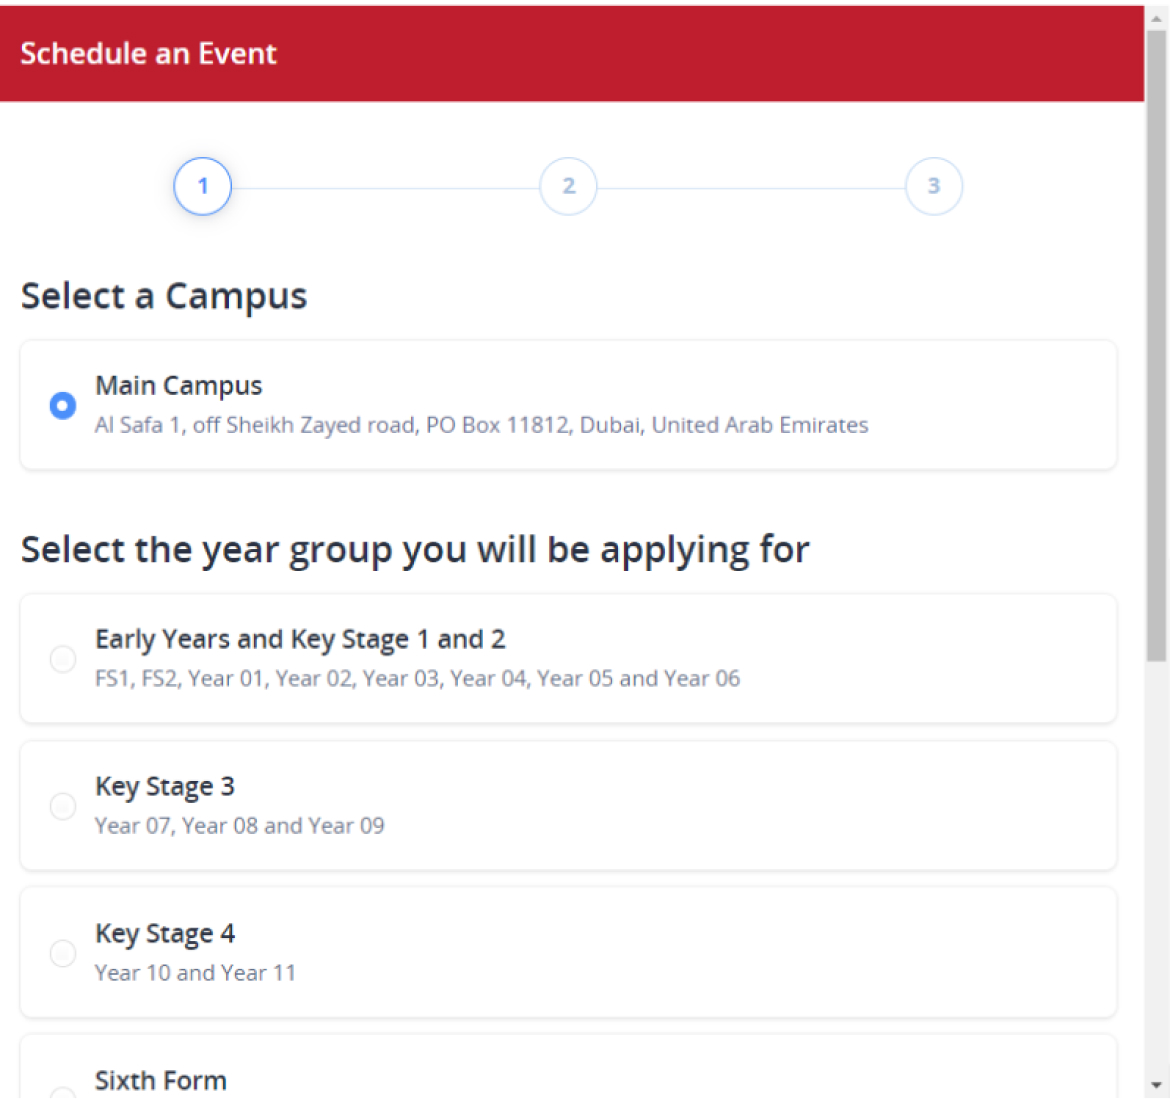 Schedule an Event
1
2
3
Select a Campus
Main Campus
Al Safa 1, off Sheikh Zayed road, PO Box 11812, Dubai, United Arab Emirates
Select the year group you will be applying for
Early Years and Key Stage 1 and 2
FS1, FS2, Year 01, Year 02, Year 03, Year 04, Year 05 and Year 06
Key Stage 3
Year 07, Year 08 and Year 09
Key Stage 4
Year 10 and Year 11
Sixth Form